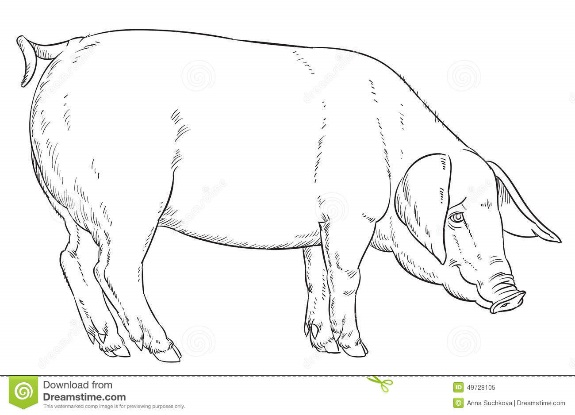 Download from
Dreamstime.com
This watermarked comp image is for previewing purposes only.
49728105
Anna Suchkova | Dreamstime.com